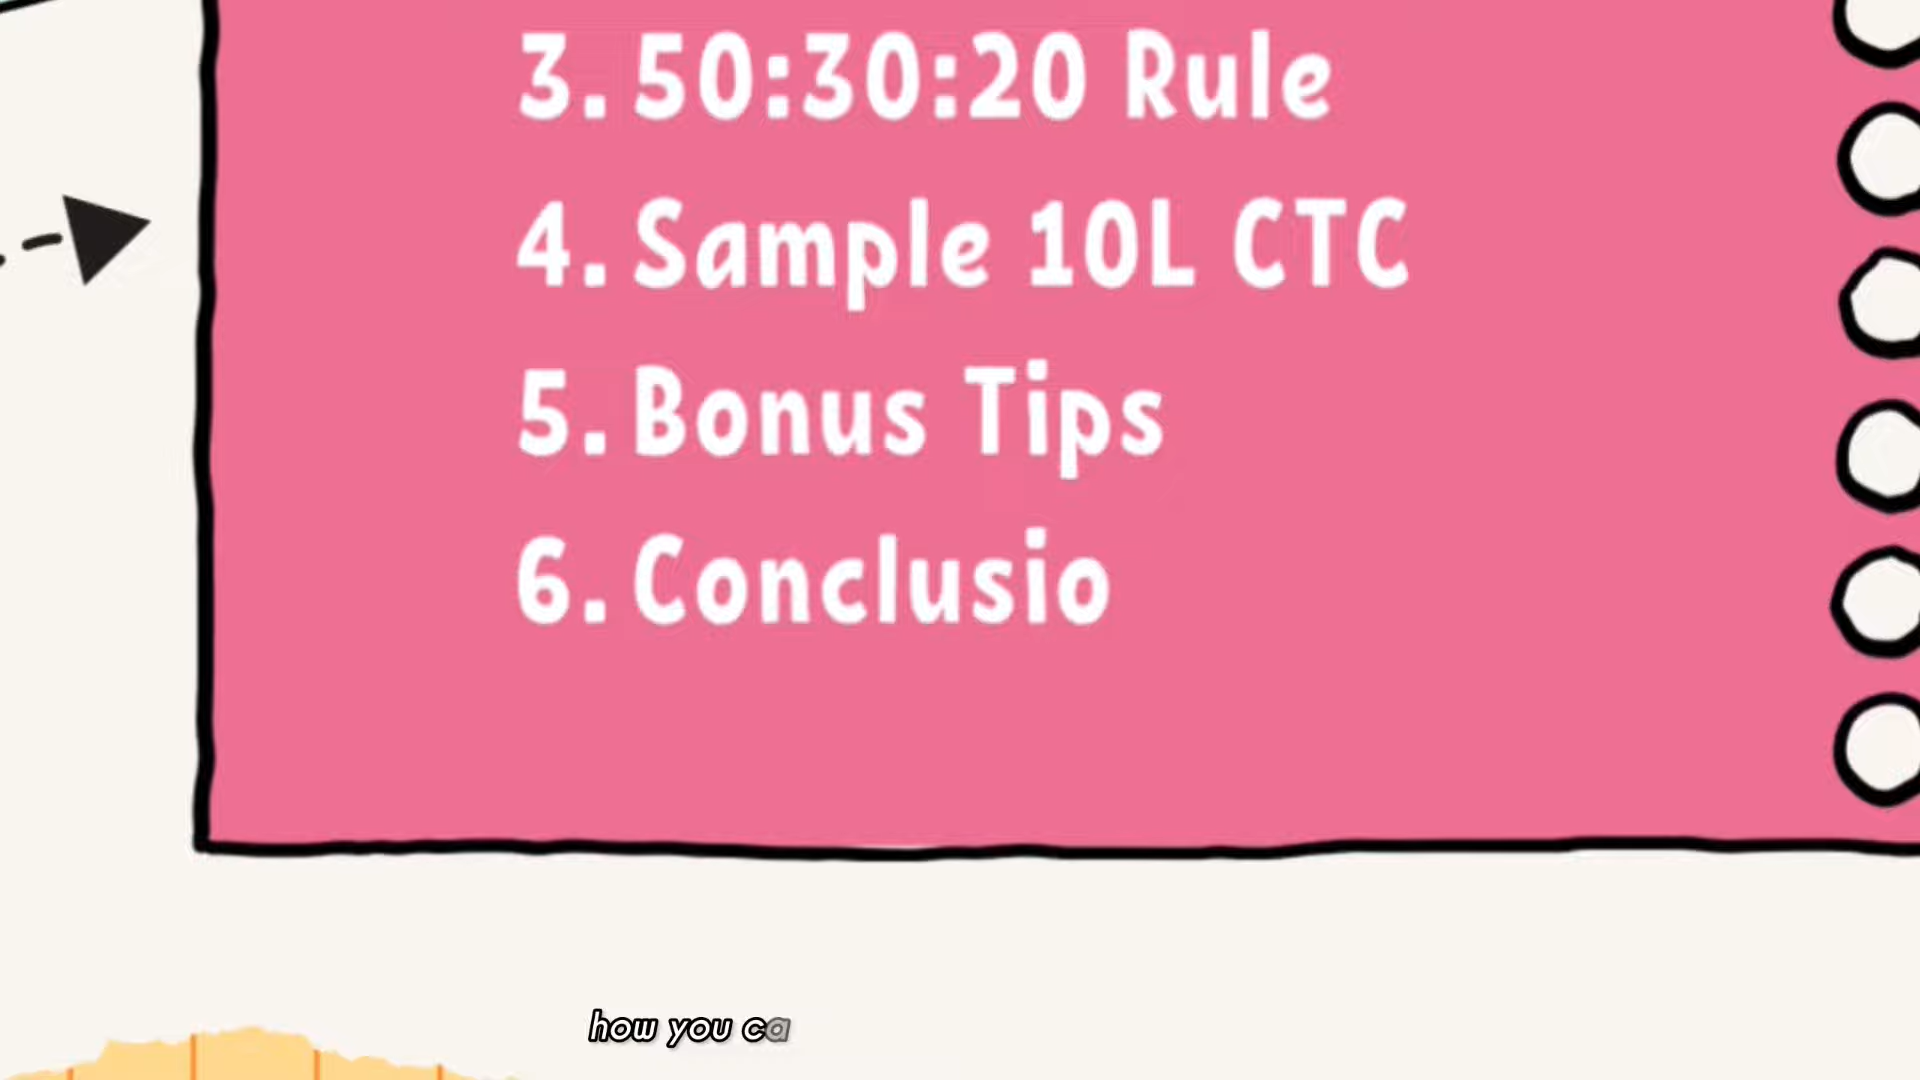 3. 50:30:20 Rule
4. Sample 10L CTC
5. Bonus Tips
6. Conclusio
how you ca